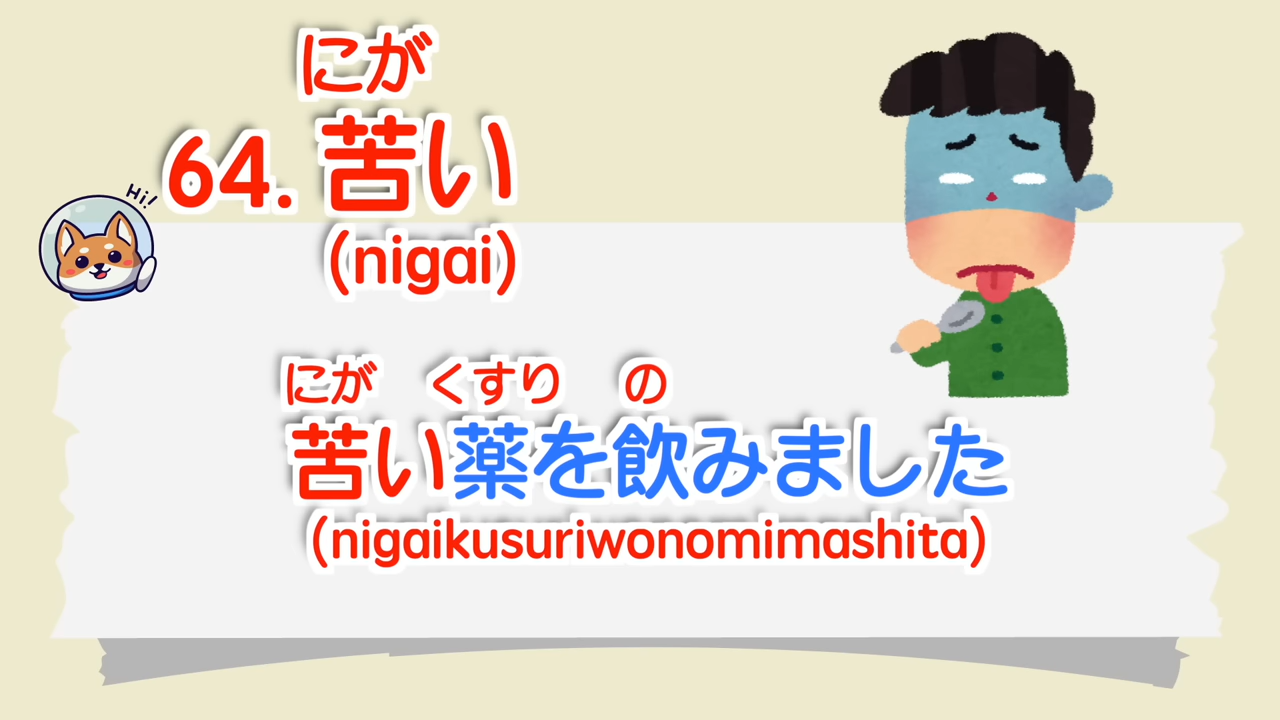 にが
64. 苦い
Hi!
(nigai)
にが くすり の
苦い薬を飲みました
(nigaikusuriwonomimashita)